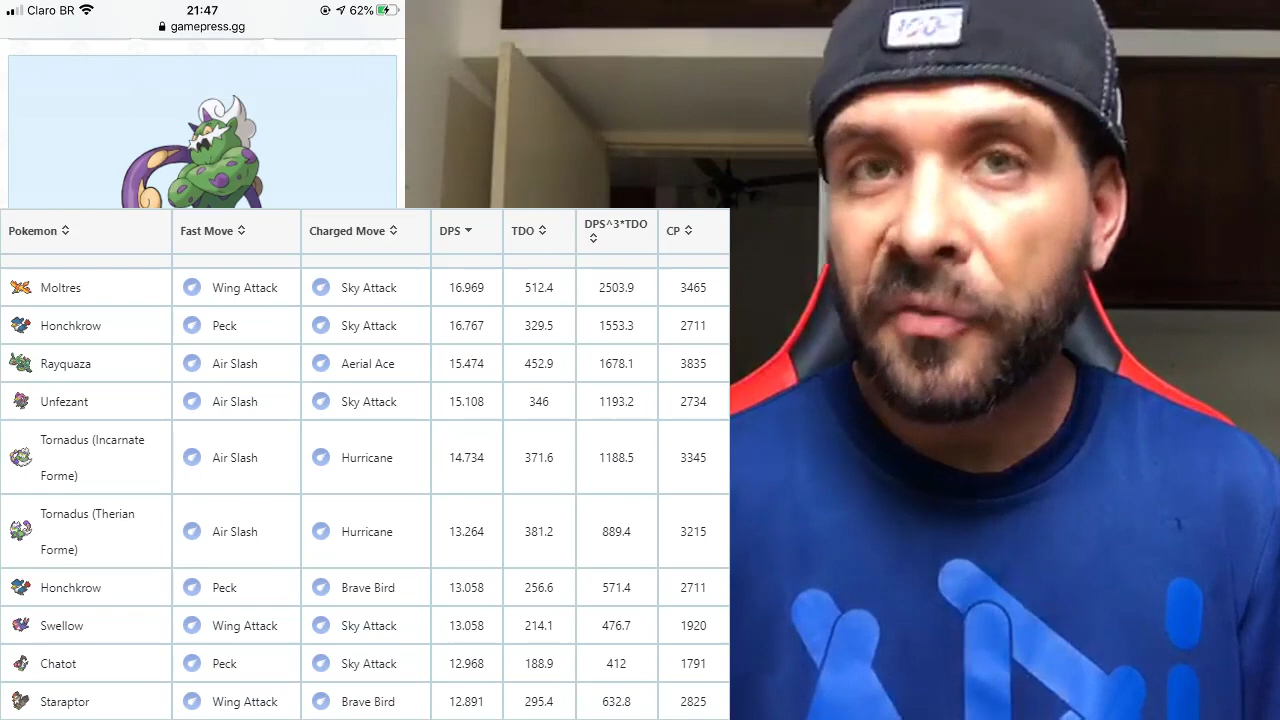 Claro BR 21:47 62%
gamepress
Pokemon Fast Move Charged Move DPS TDO DPS^3*TDO CP
Moltres Wing Attack Sky Attack 16.969 512.4 2503.9 3465
Honchkrow Peck Sky Attack 16.767 329.5 1553.3 2711
Rayquaza Air Slash Aerial Ace 15.474 452.9 1678.1 3835
Unfezant Air Slash Sky Attack 15.108 346 1193.2 2734
Tornadus (Incarnate
Forme) Air Slash Hurricane 14.734 371.6 1188.5 3345
Tornadus (Therian
Forme) Air Slash Hurricane 13.264 381.2 889.4 3215
Honchkrow Peck Brave Bird 13.058 256.6 571.4 2711
Swellow Wing Attack Sky Attack 13.058 214.1 476.7 1920
Chatot Peck Sky Attack 12.968 188.9 412 1791
Staraptor Wing Attack Brave Bird 12.891 295.4 632.8 2825